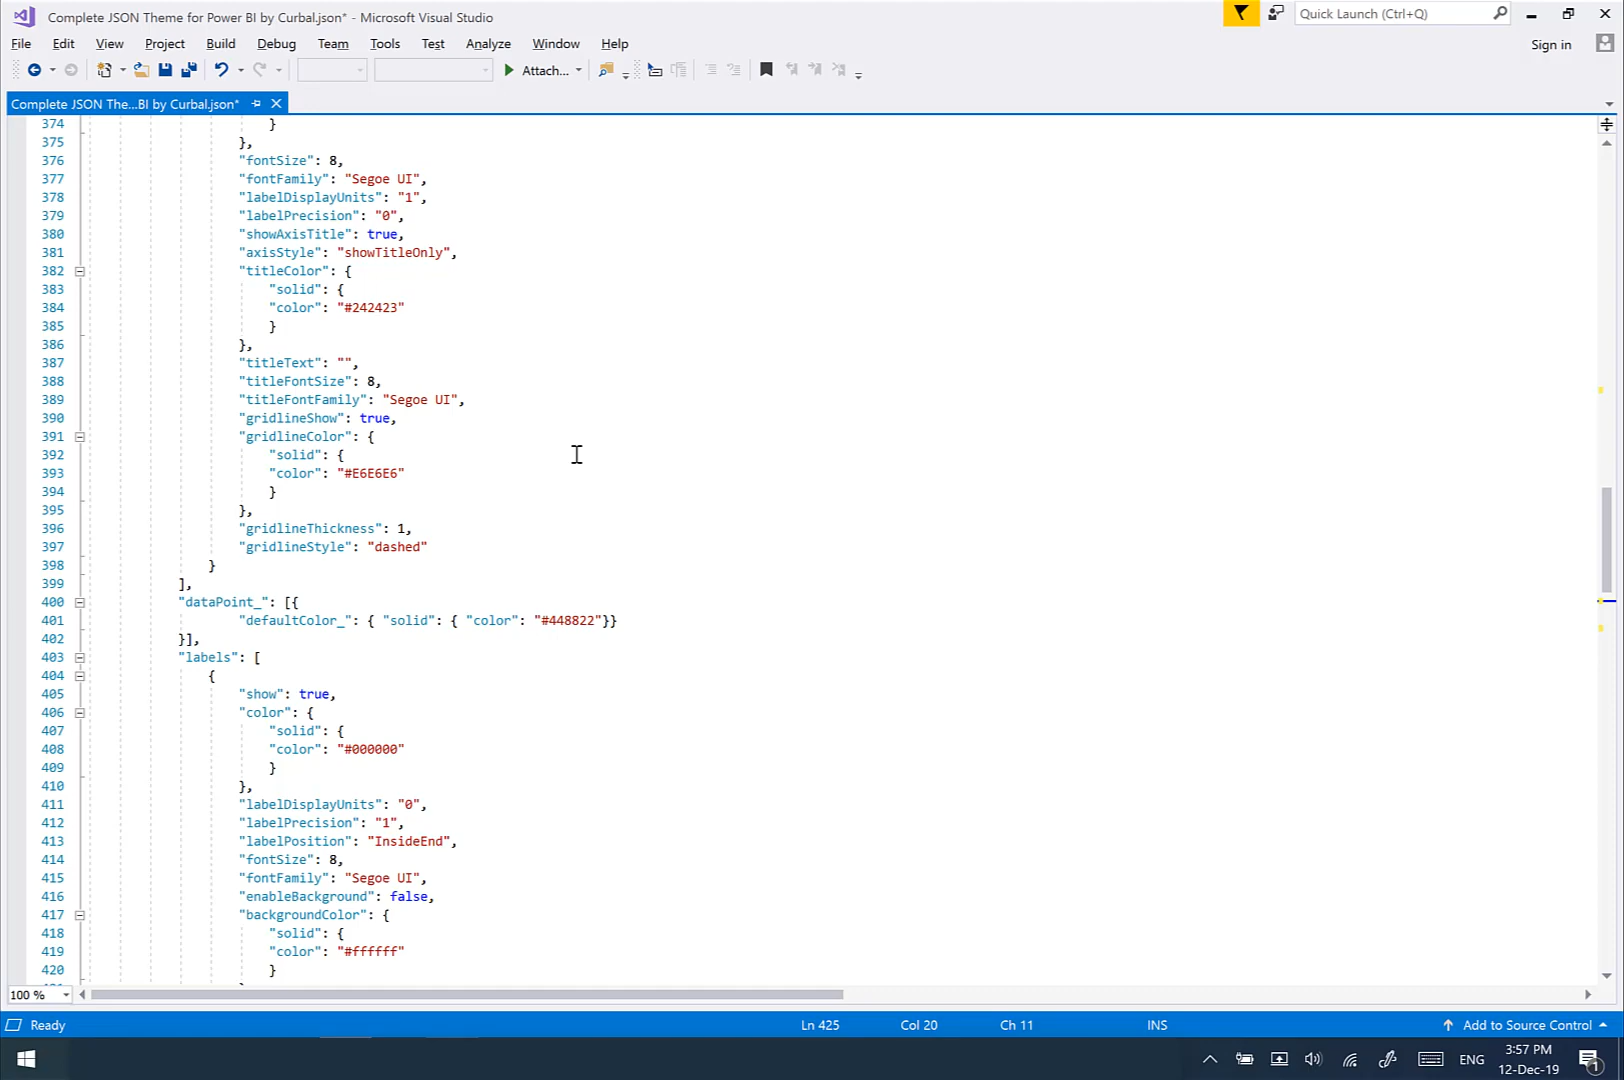 Complete JSON Theme for Power BI by Curbal.json* - Microsoft Visual Studio
Quick Launch (Ctrl+Q)
File Edit View Project Build Debug Team Tools Test Analyze Window Help
Sign in
Attach...
Complete JSON The...BI by Curbal.json*
374 }
375 },
376 "fontSize": 8,
377 "fontFamily": "Segoe UI",
378 "labelDisplayUnits": "1",
379 "labelPrecision": "0",
380 "showAxisTitle": true,
381 "axisStyle": "showTitleOnly",
382 "titleColor": {
383 "solid": {
384 "color": "#242423"
385 }
386 },
387 "titleText": "",
388 "titleFontSize": 8,
389 "titleFontFamily": "Segoe UI",
390 "gridlineShow": true,
391 "gridlineColor": {
392 "solid": {
393 "color": "#E6E6E6"
394 }
395 },
396 "gridlineThickness": 1,
397 "gridlineStyle": "dashed"
398 }
399 ],
400 "dataPoint_": [{
401 "defaultColor_": { "solid": { "color": "#448822"}}
402 }],
403 "labels": [
404 {
405 "show": true,
406 "color": {
407 "solid": {
408 "color": "#000000"
409 }
410 },
411 "labelDisplayUnits": "0",
412 "labelPrecision": "1",
413 "labelPosition": "InsideEnd",
414 "fontSize": 8,
415 "fontFamily": "Segoe UI",
416 "enableBackground": false,
417 "backgroundColor": {
418 "solid": {
419 "color": "#ffffff"
420 }
100 %
Ready Ln 425 Col 20 Ch 11 INS Add to Source Control
ENG 3:57 PM
12-Dec-19 1